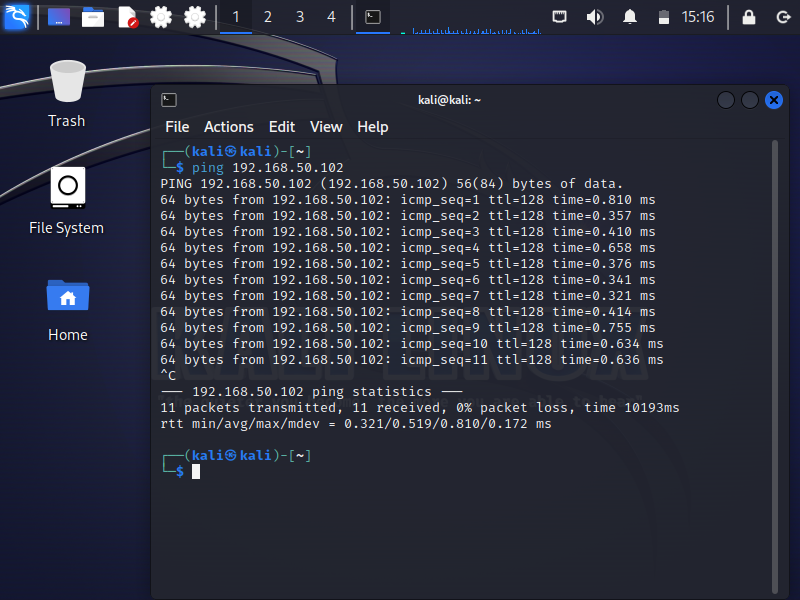 1 2 3 4 15:16
Trash
File System
Home
kali@kali: ~
File Actions Edit View Help
┌──(kali㉿kali)-[~]
└─$ ping 192.168.50.102
PING 192.168.50.102 (192.168.50.102) 56(84) bytes of data.
64 bytes from 192.168.50.102: icmp_seq=1 ttl=128 time=0.810 ms
64 bytes from 192.168.50.102: icmp_seq=2 ttl=128 time=0.357 ms
64 bytes from 192.168.50.102: icmp_seq=3 ttl=128 time=0.410 ms
64 bytes from 192.168.50.102: icmp_seq=4 ttl=128 time=0.658 ms
64 bytes from 192.168.50.102: icmp_seq=5 ttl=128 time=0.376 ms
64 bytes from 192.168.50.102: icmp_seq=6 ttl=128 time=0.341 ms
64 bytes from 192.168.50.102: icmp_seq=7 ttl=128 time=0.321 ms
64 bytes from 192.168.50.102: icmp_seq=8 ttl=128 time=0.414 ms
64 bytes from 192.168.50.102: icmp_seq=9 ttl=128 time=0.755 ms
64 bytes from 192.168.50.102: icmp_seq=10 ttl=128 time=0.634 ms
64 bytes from 192.168.50.102: icmp_seq=11 ttl=128 time=0.636 ms
^C
─── 192.168.50.102 ping statistics ───
11 packets transmitted, 11 received, 0% packet loss, time 10193ms
rtt min/avg/max/mdev = 0.321/0.519/0.810/0.172 ms
┌──(kali㉿kali)-[~]
└─$